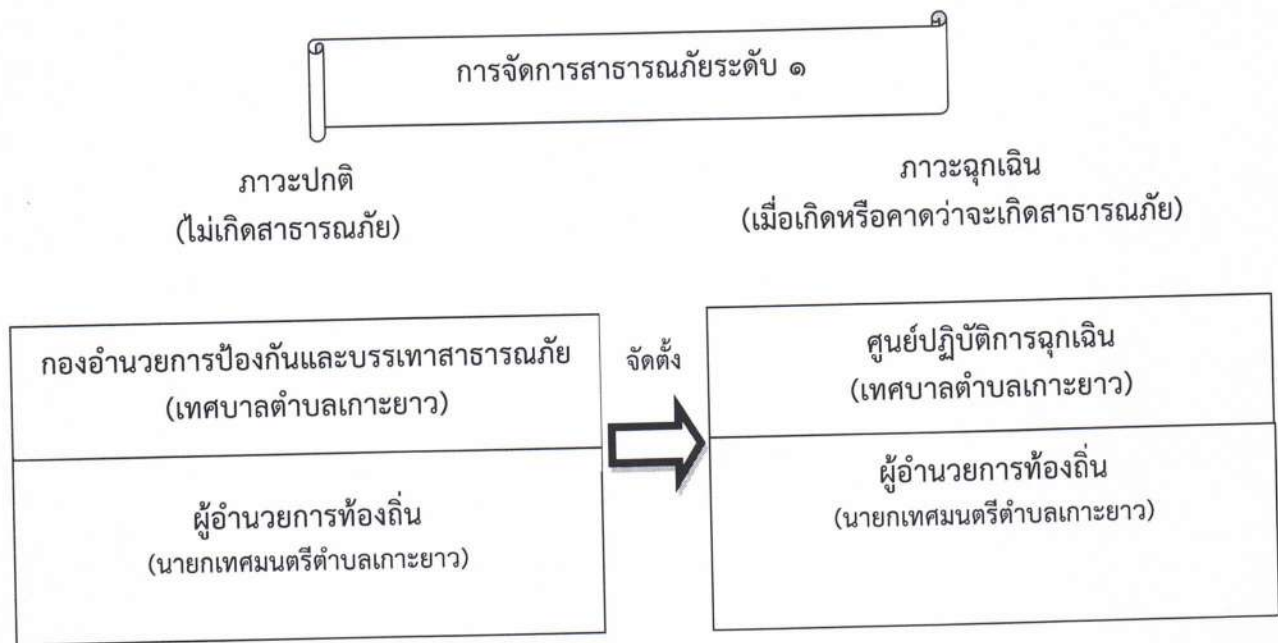 การจัดการสาธารณภัยระดับ ๑
ภาวะปกติ
(ไม่เกิดสาธารณภัย)
ภาวะฉุกเฉิน
(เมื่อเกิดหรือคาดว่าจะเกิดสาธารณภัย)
กองอำนวยการป้องกันและบรรเทาสาธารณภัย
(เทศบาลตำบลเกาะยาว)
ผู้อำนวยการท้องถิ่น
(นายกเทศมนตรีตำบลเกาะยาว)
จัดตั้ง
ศูนย์ปฏิบัติการฉุกเฉิน
(เทศบาลตำบลเกาะยาว)
ผู้อำนวยการท้องถิ่น
(นายกเทศมนตรีตำบลเกาะยาว)